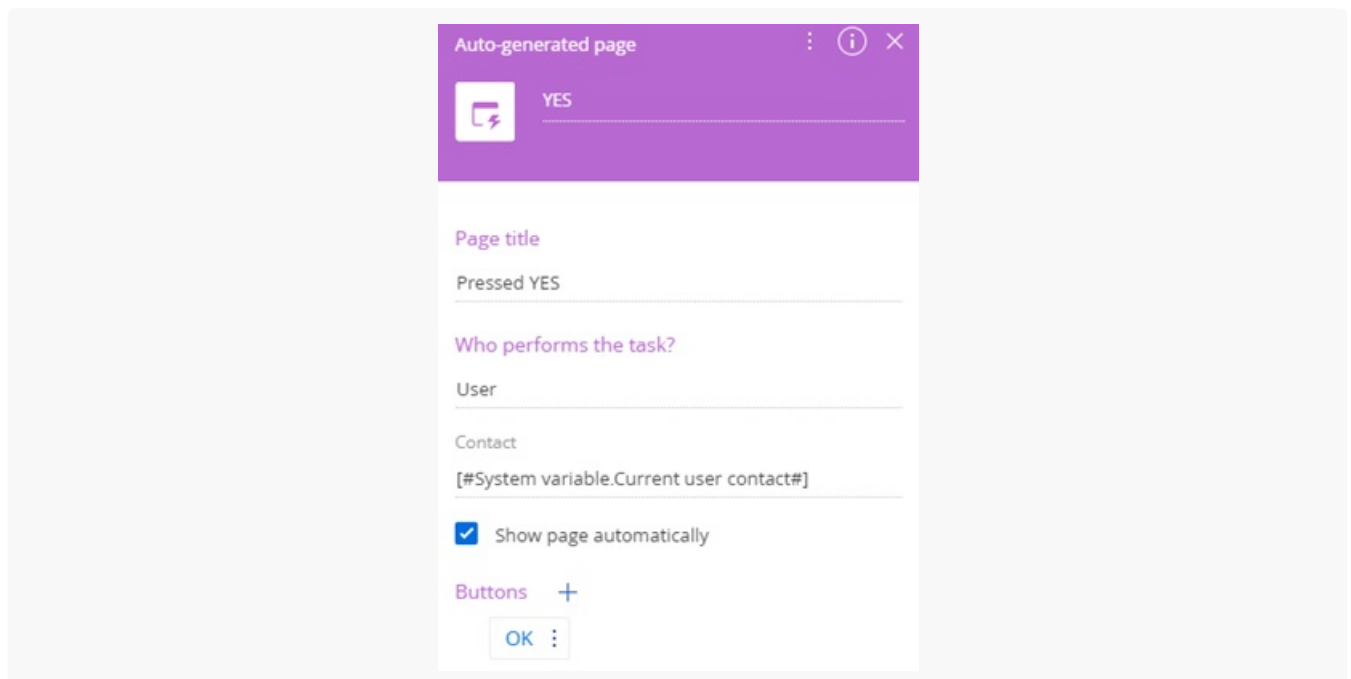 Auto-generated page
YES
Page title
Pressed YES
Who performs the task?
User
Contact
[#System variable.Current user contact#]
Show page automatically
Buttons +
OK